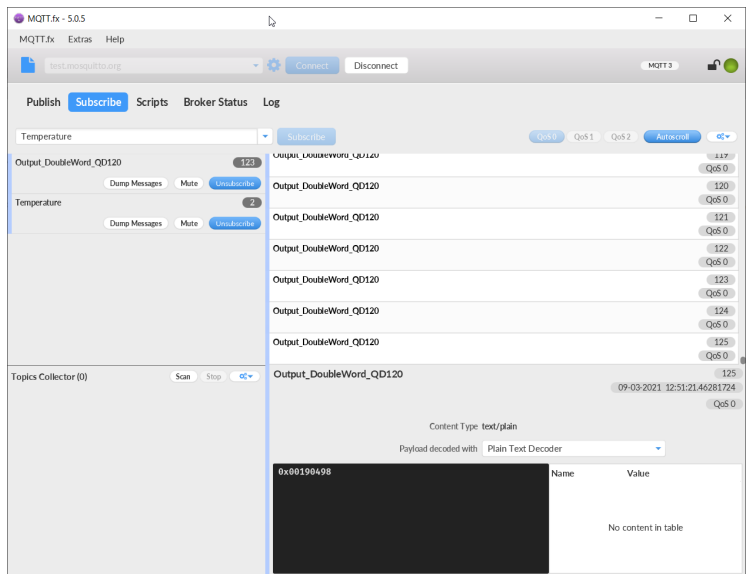 MQTT.fx - 5.0.5
MQTT.fx Extras Help
test.mosquitto.org Connect Disconnect MQTT 3
Publish Subscribe Scripts Broker Status Log
Temperature Subscribe QoS 0 QoS 1 QoS 2 Autoscroll
Output_DoubleWord_QD120 123
Dump Messages Mute Unsubscribe
Temperature 2
Dump Messages Mute Unsubscribe
Topics Collector (0) Scan Stop
Output_DoubleWord_QD120 119
QoS 0
Output_DoubleWord_QD120 120
QoS 0
Output_DoubleWord_QD120 121
QoS 0
Output_DoubleWord_QD120 122
QoS 0
Output_DoubleWord_QD120 123
QoS 0
Output_DoubleWord_QD120 124
QoS 0
Output_DoubleWord_QD120 125
QoS 0
Output_DoubleWord_QD120 125
09-03-2021 12:51:21.46281724
QoS 0
Content Type text/plain
Payload decoded with Plain Text Decoder
0x00190498
Name Value
No content in table